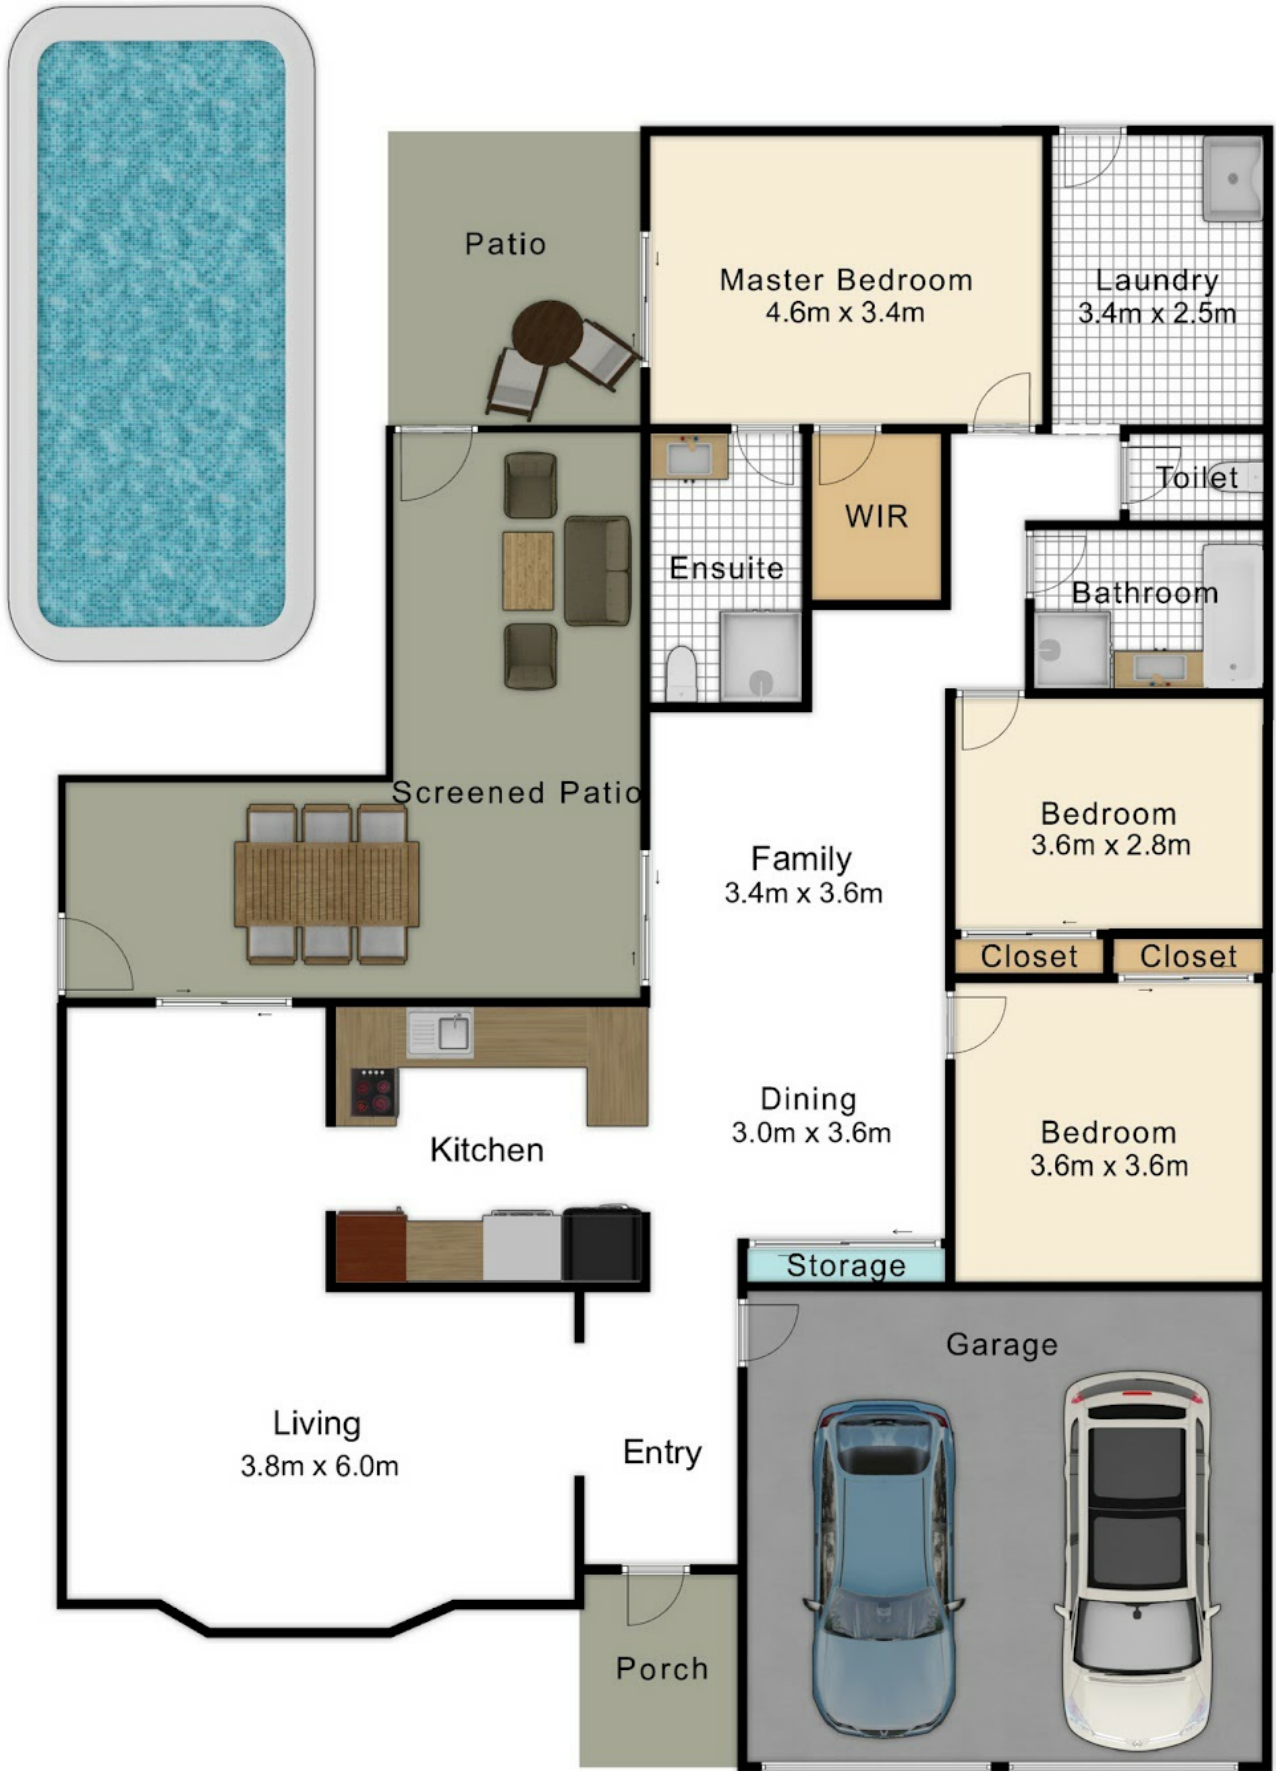 Patio
Master Bedroom
4.6m x 3.4m
Laundry
3.4m x 2.5m
Toilet
WIR
Ensuite
Bathroom
Screened Patio
Bedroom
3.6m x 2.8m
Family
3.4m x 3.6m
Closet
Closet
Dining
3.0m x 3.6m
Kitchen
Bedroom
3.6m x 3.6m
Storage
Garage
Living
3.8m x 6.0m
Entry
Porch